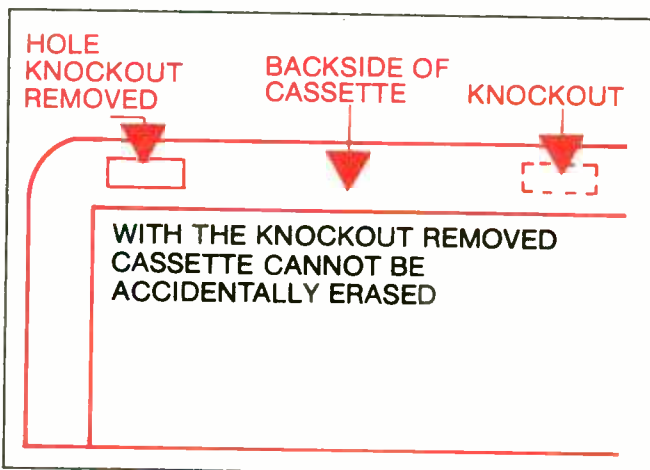 HOLE
KNOCKOUT
REMOVED
BACKSIDE OF
CASSETTE
KNOCKOUT
WITH THE KNOCKOUT REMOVED
CASSETTE CANNOT BE
ACCIDENTALLY ERASED